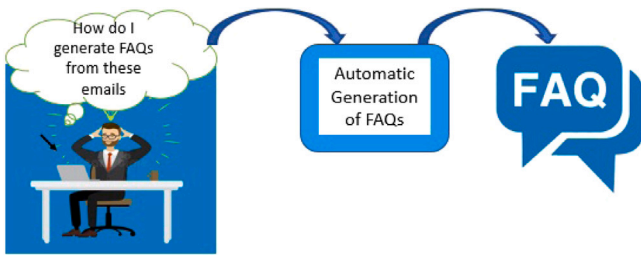 How do I
generate FAQs
from these
emails
Automatic
Generation
of FAQs
FAQ